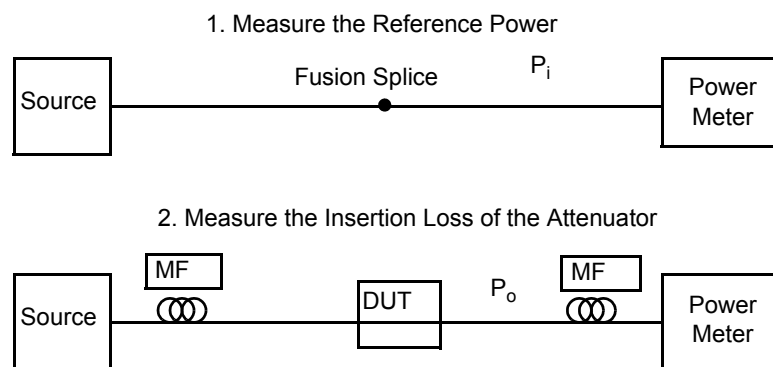 1. Measure the Reference Power
Source
Fusion Splice
Pi
Power
Meter
2. Measure the Insertion Loss of the Attenuator
Source
MF
DUT
Po
MF
Power
Meter